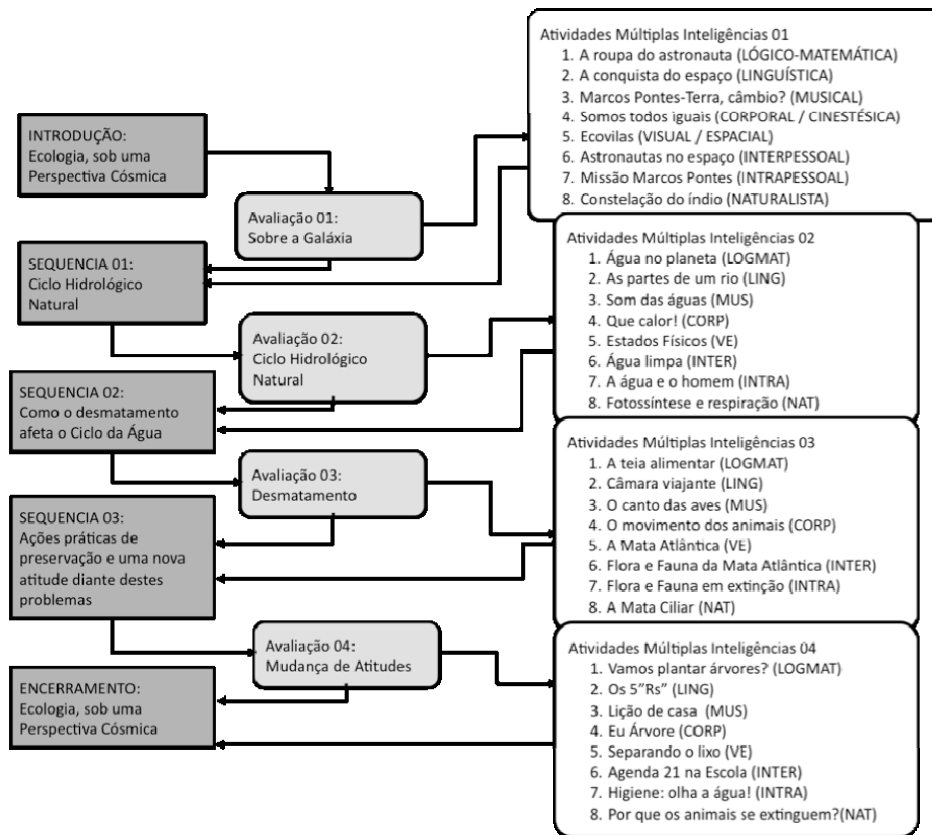 Atividades Múltiplas Inteligências 01
1. A roupa do astronauta (LÓGICO-MATEMÁTICA)
2. A conquista do espaço (LINGUÍSTICA)
3. Marcos Pontes-Terra, câmbio? (MUSICAL)
4. Somos todos iguais (CORPORAL / CINESTÉSICA)
5. Ecovilas (VISUAL / ESPACIAL)
6. Astronautas no espaço (INTERPESSOAL)
7. Missão Marcos Pontes (INTRAPESSOAL)
8. Constelação do índio (NATURALISTA)
INTRODUÇÃO:
Ecologia, sob uma
Perspectiva Cósmica
Avaliação 01:
Sobre a Galáxia
SEQUENCIA 01:
Ciclo Hidrológico
Natural
Atividades Múltiplas Inteligências 02
1. Água no planeta (LOGMAT)
2. As partes de um rio (LING)
3. Som das águas (MUS)
4. Que calor! (CORP)
5. Estados Físicos (VE)
6. Água limpa (INTER)
7. A água e o homem (INTRA)
8. Fotossíntese e respiração (NAT)
Avaliação 02:
Ciclo Hidrológico
Natural
SEQUENCIA 02:
Como o desmatamento
afeta o Ciclo da Água
Atividades Múltiplas Inteligências 03
1. A teia alimentar (LOGMAT)
2. Câmara viajante (LING)
3. O canto das aves (MUS)
4. O movimento dos animais (CORP)
5. A Mata Atlântica (VE)
6. Flora e Fauna da Mata Atlântica (INTER)
7. Flora e Fauna em extinção (INTRA)
8. A Mata Ciliar (NAT)
Avaliação 03:
Desmatamento
SEQUENCIA 03:
Ações práticas de
preservação e uma nova
atitude diante destes
problemas
Avaliação 04:
Mudança de Atitudes
Atividades Múltiplas Inteligências 04
1. Vamos plantar árvores? (LOGMAT)
2. Os 5”Rs” (LING)
3. Lição de casa (MUS)
4. Eu Árvore (CORP)
5. Separando o lixo (VE)
6. Agenda 21 na Escola (INTER)
7. Higiene: olha a água! (INTRA)
8. Por que os animais se extinguem?(NAT)
ENCERRAMENTO:
Ecologia, sob uma
Perspectiva Cósmica